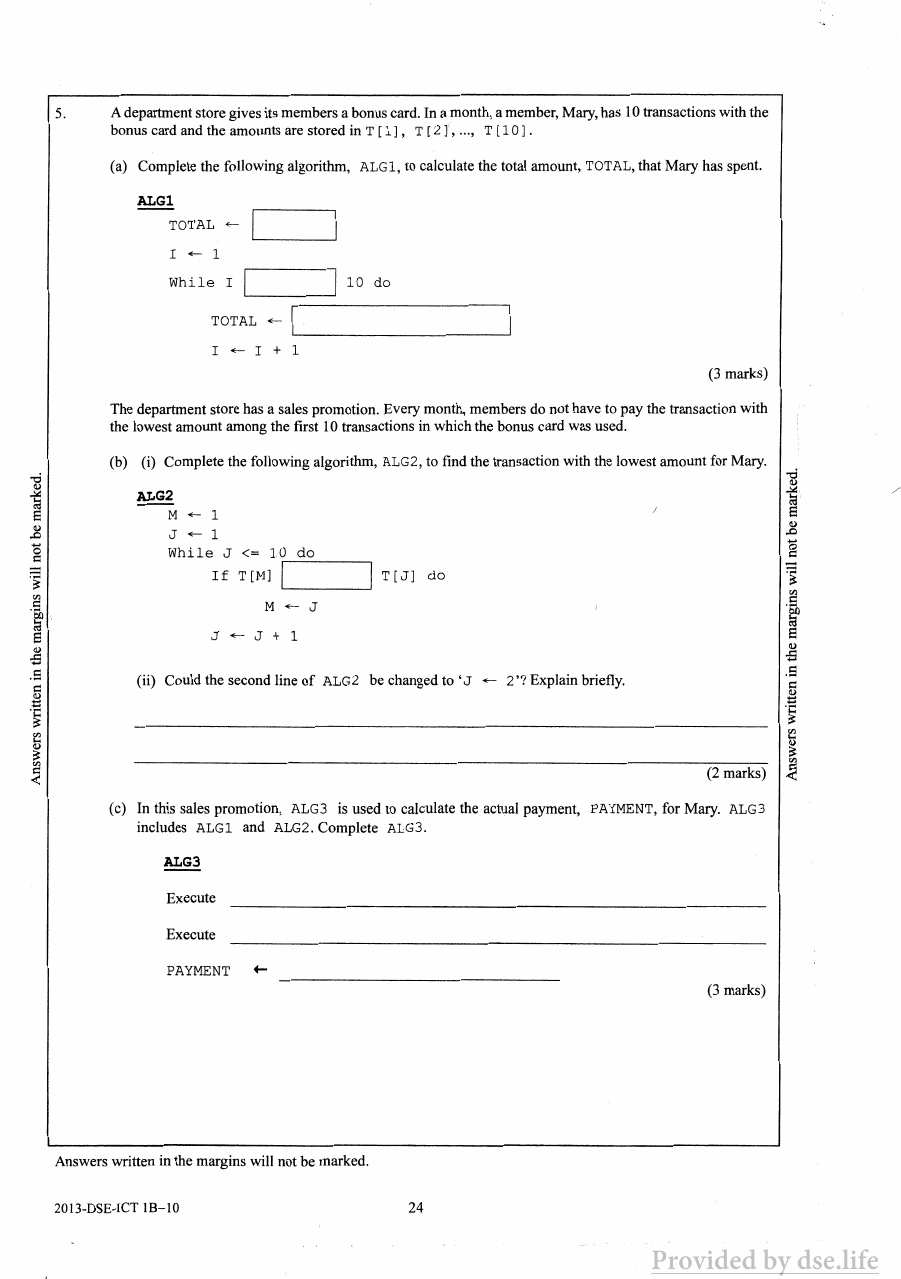 5. A department store gives its members a bonus card. In a month, a member, Mary, has 10 transactions with the
bonus card and the amounts are stored in T[1], T[2],..., T[10].
(a) Complete the following algorithm, ALG1, to calculate the total amount, TOTAL, that Mary has spent.
ALG1
TOTAL ←
I ← 1
While I 10 do
TOTAL ←
I ← I + 1
(3 marks)
The department store has a sales promotion. Every month, members do not have to pay the transaction with
the lowest amount among the first 10 transactions in which the bonus card was used.
(b) (i) Complete the following algorithm, ALG2, to find the transaction with the lowest amount for Mary.
ALG2
M ← 1
J ← 1
While J <= 10 do
If T[M] T[J] do
M ← J
J ← J + 1
(ii) Could the second line of ALG2 be changed to ‘J ← 2’? Explain briefly.
(2 marks)
(c) In this sales promotion, ALG3 is used to calculate the actual payment, PAYMENT, for Mary. ALG3
includes ALG1 and ALG2. Complete ALG3.
ALG3
Execute
Execute
PAYMENT ←
(3 marks)
Answers written in the margins will not be marked.
Answers written in the margins will not be marked.
Answers written in the margins will not be marked.
2013-DSE-ICT 1B–10
24
Provided by dse.life